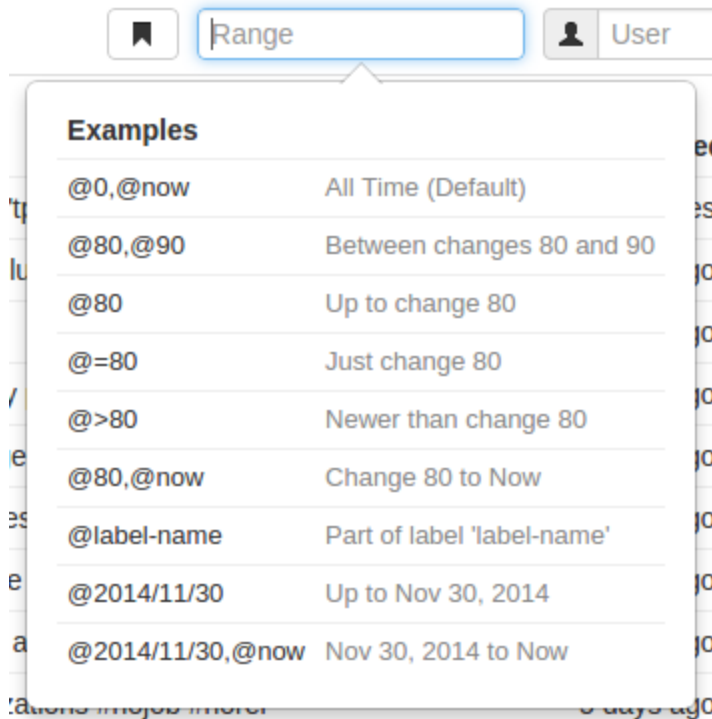 Range User
Examples
@0,@now All Time (Default)
@80,@90 Between changes 80 and 90
@80 Up to change 80
@=80 Just change 80
@>80 Newer than change 80
@80,@now Change 80 to Now
@label-name Part of label 'label-name'
@2014/11/30 Up to Nov 30, 2014
@2014/11/30,@now Nov 30, 2014 to Now
days ago